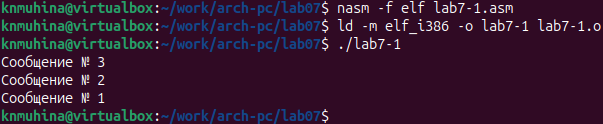 knmuhina@virtualbox:~/work/arch-pc/lab07$ nasm -f elf lab7-1.asm
knmuhina@virtualbox:~/work/arch-pc/lab07$ ld -m elf_i386 -o lab7-1 lab7-1.o
knmuhina@virtualbox:~/work/arch-pc/lab07$ ./lab7-1
Сообщение № 3
Сообщение № 2
Сообщение № 1
knmuhina@virtualbox:~/work/arch-pc/lab07$